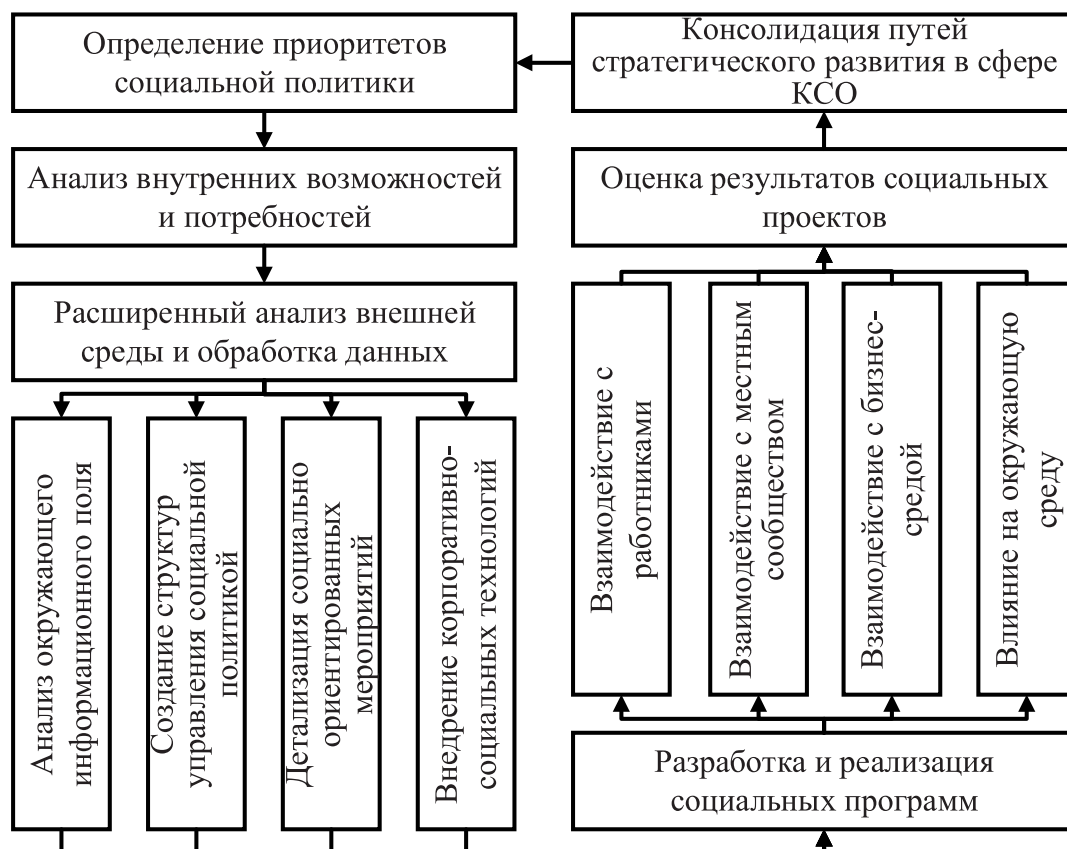 Определение приоритетов
социальной политики
Анализ внутренних возможностей
и потребностей
Расширенный анализ внешней
среды и обработка данных
Анализ окружающего
информационного поля
Создание структур
управления социальной
политикой
Детализация социально
ориентированных
мероприятий
Внедрение корпоративно-
социальных технологий
Консолидация путей
стратегического развития в сфере
КСО
Оценка результатов социальных
проектов
Взаимодействие с
работниками
Взаимодействие с местным
сообществом
Взаимодействие с бизнес-
средой
Влияние на окружающую
среду
Разработка и реализация
социальных программ